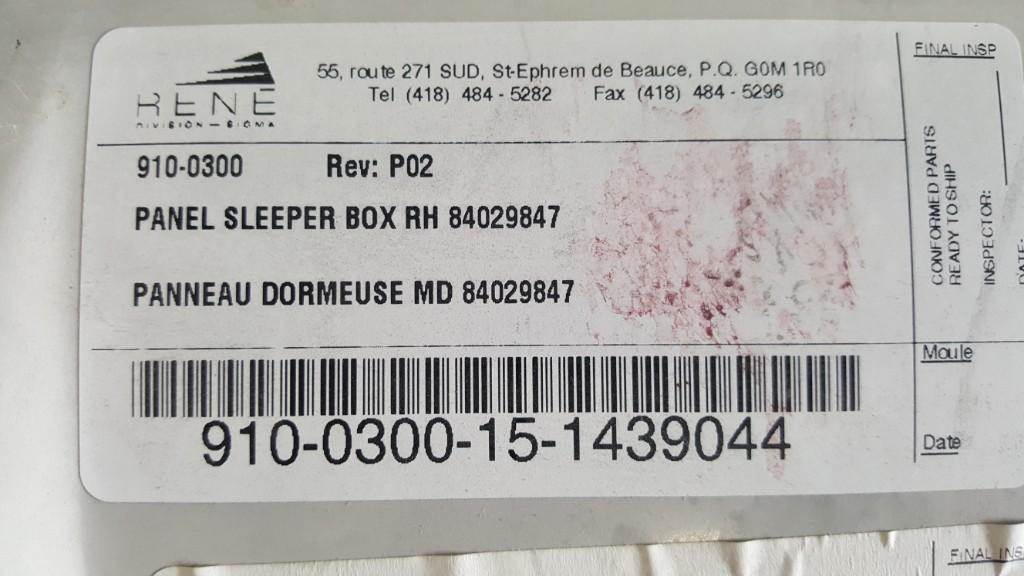 RENE
DIVISION - SIGMA
55, route 271 SUD, St-Ephrem de Beauce, P.Q. G0M 1R0
Tel (418) 484 - 5282 Fax (418) 484 - 5296
910-0300 Rev: P02
PANEL SLEEPER BOX RH 84029847
PANNEAU DORMEUSE MD 84029847
910-0300-15-1439044
FINAL INSP
CONFORMED PARTS
READY TO SHIP
INSPECTOR:
DATE:
Moule
Date
FINAL INS